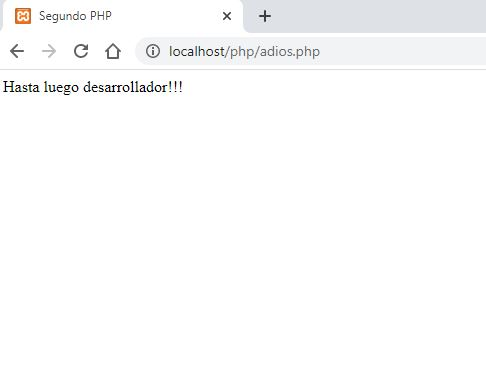 Segundo PHP
localhost/php/adios.php
Hasta luego desarrollador!!!